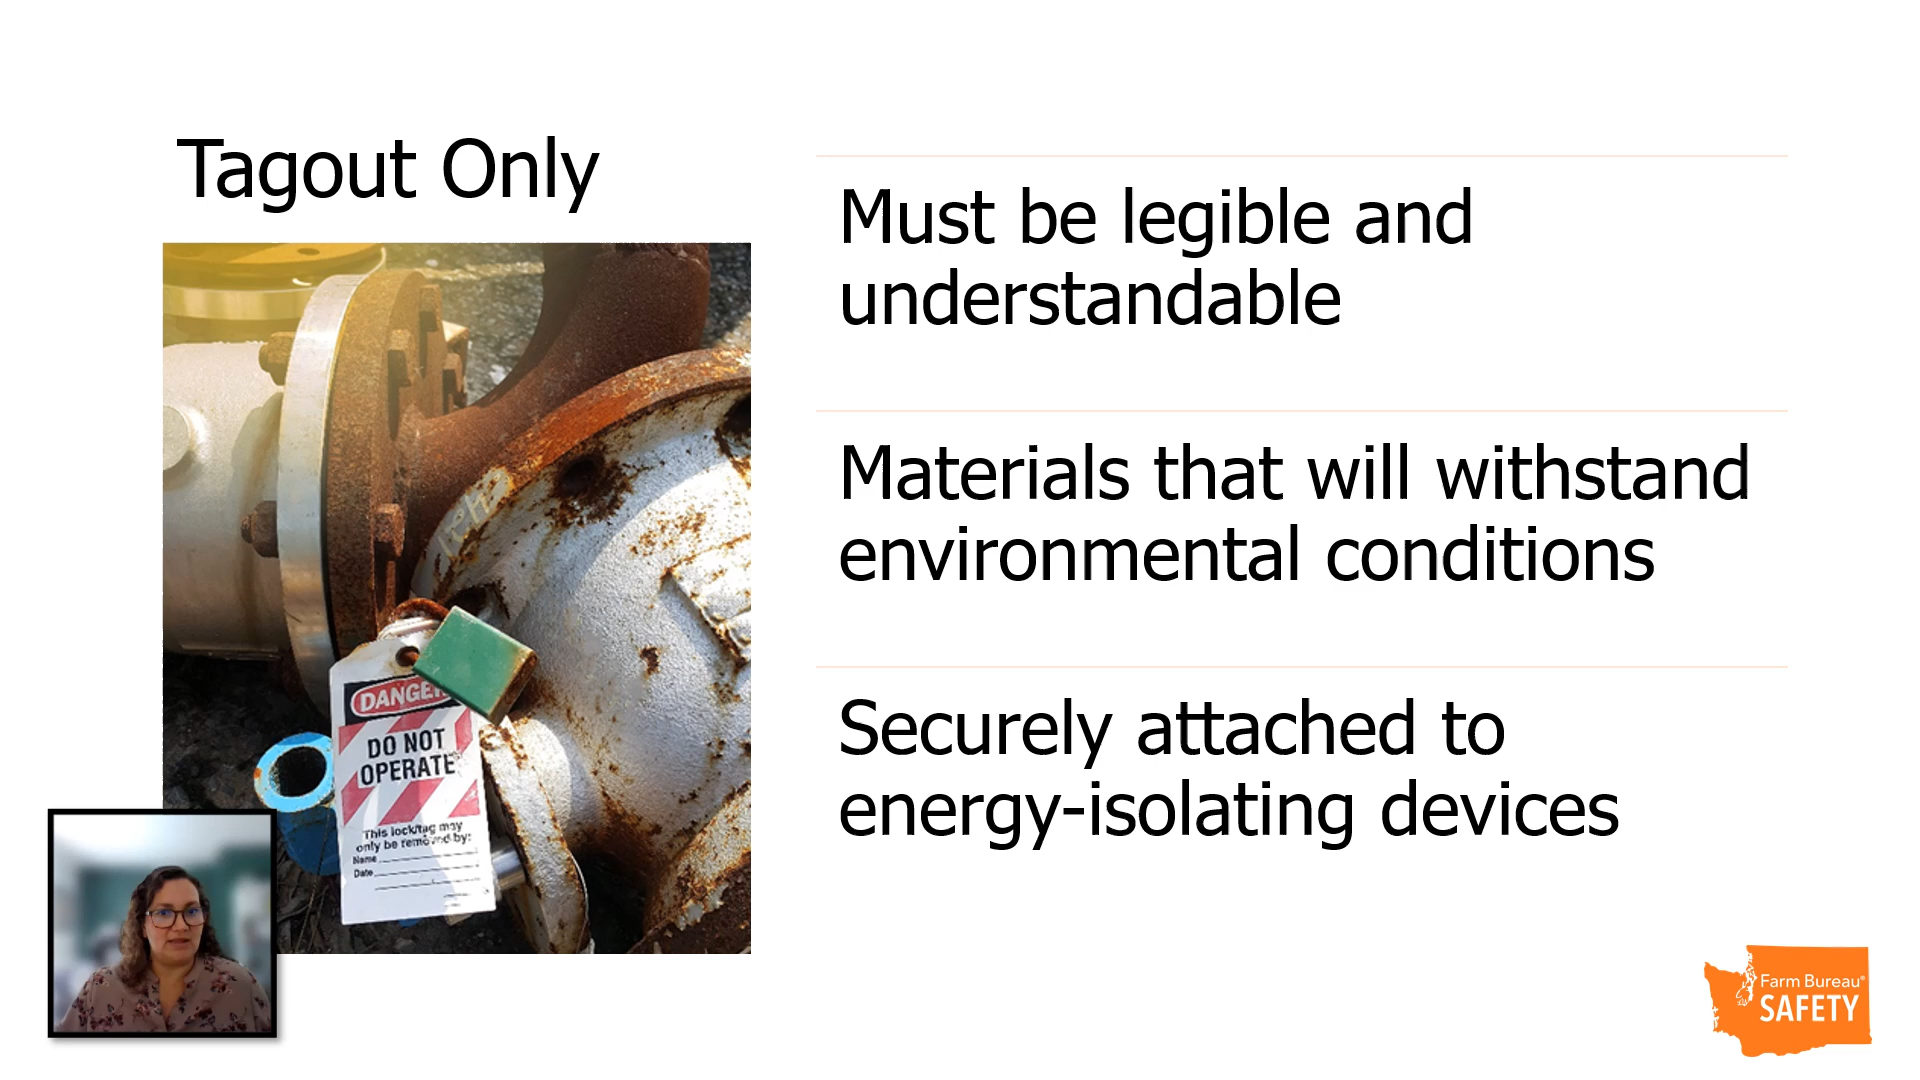 Tagout Only
Must be legible and
understandable
Materials that will withstand
environmental conditions
Securely attached to
energy-isolating devices
DANGER
DO NOT
OPERATE
This lock/tag may
only be removed by:
Name
Date
Farm Bureau®
SAFETY